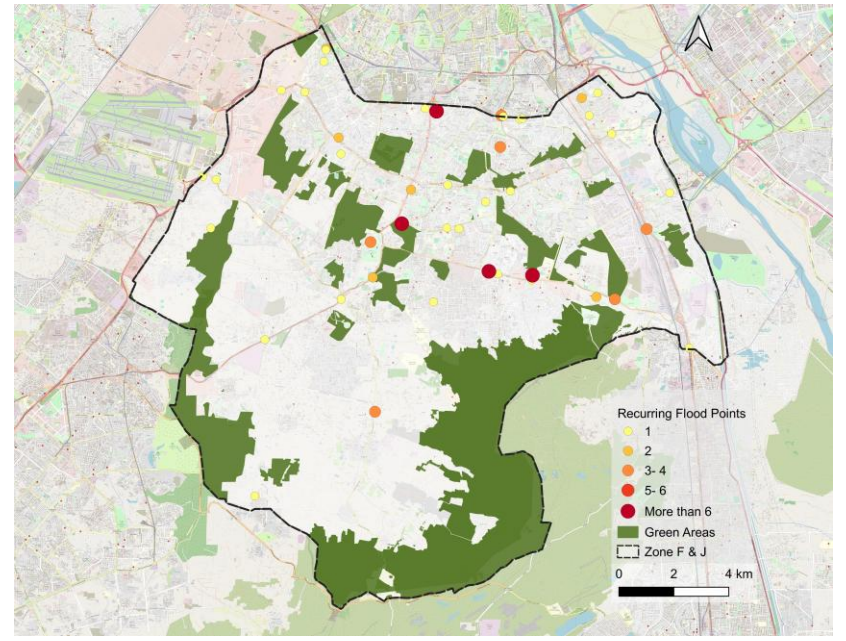 Recurring Flood Points
1
2
3- 4
5- 6
More than 6
Green Areas
Zone F & J
0 2 4 km